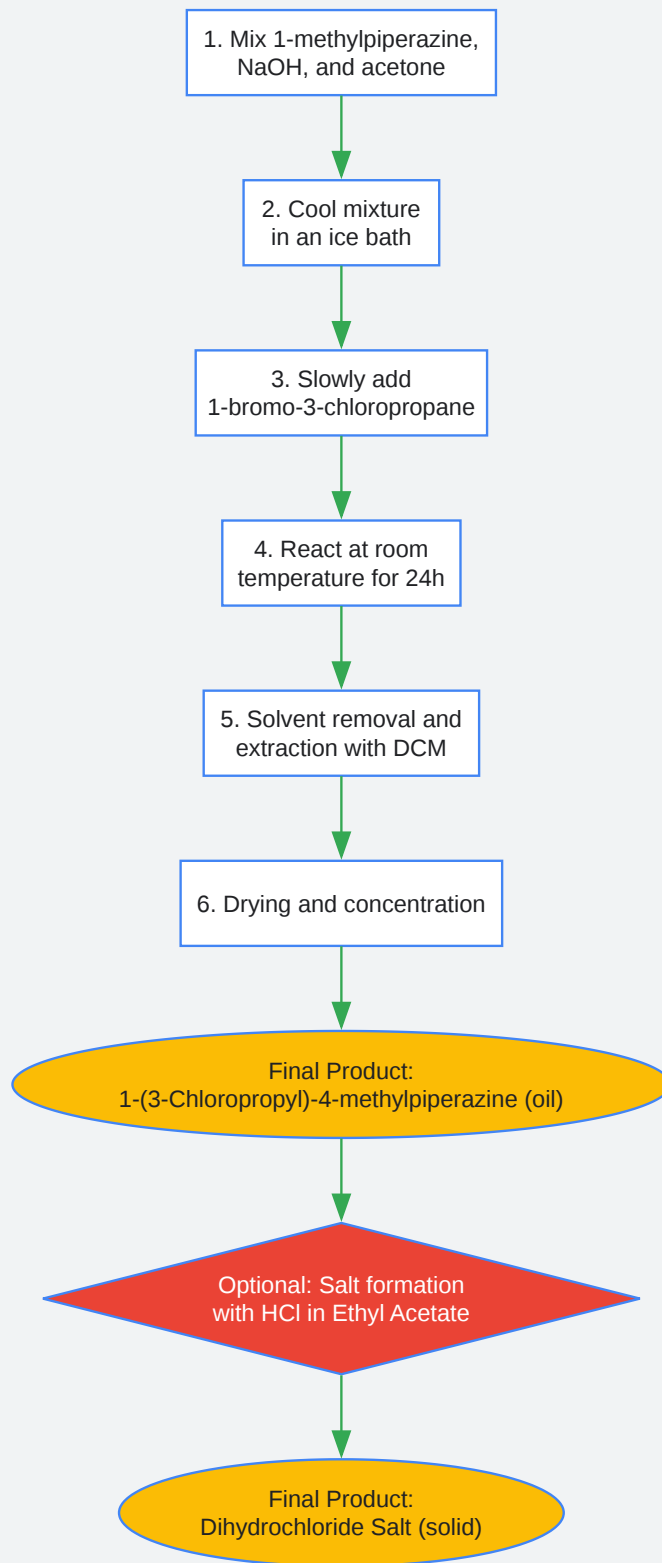 1. Mix 1-methylpiperazine,
NaOH, and acetone
2. Cool mixture
in an ice bath
3. Slowly add
1-bromo-3-chloropropane
4. React at room
temperature for 24h
5. Solvent removal and
extraction with DCM
6. Drying and concentration
Final Product:
1-(3-Chloropropyl)-4-methylpiperazine (oil)
Optional: Salt formation
with HCl in Ethyl Acetate
Final Product:
Dihydrochloride Salt (solid)